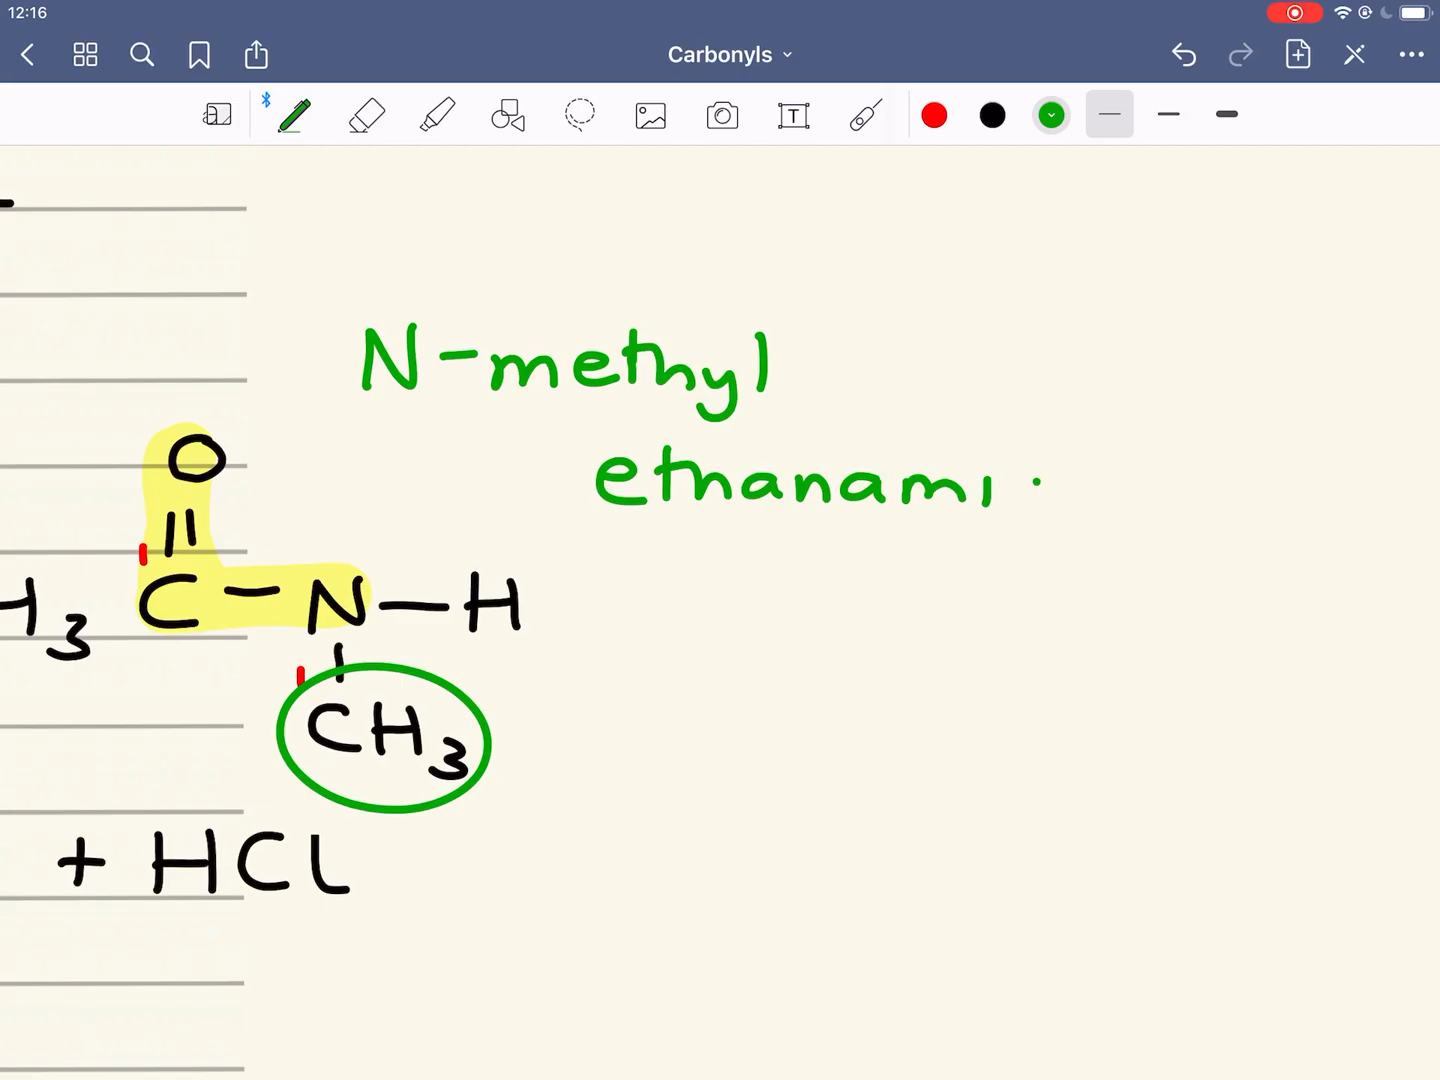 12:16
Carbonyls
T
N-methyl
ethanami
O
H3 C - N - H
CH3
+ HCl